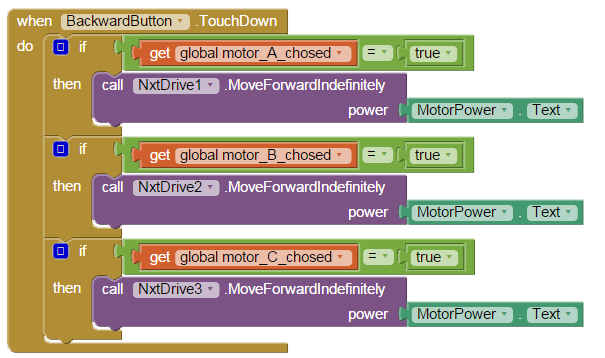 when BackwardButton .TouchDown
do if get global motor_A_chosed = true
then call NxtDrive1 .MoveForwardIndefinitely
power MotorPower . Text
if get global motor_B_chosed = true
then call NxtDrive2 .MoveForwardIndefinitely
power MotorPower . Text
if get global motor_C_chosed = true
then call NxtDrive3 .MoveForwardIndefinitely
power MotorPower . Text